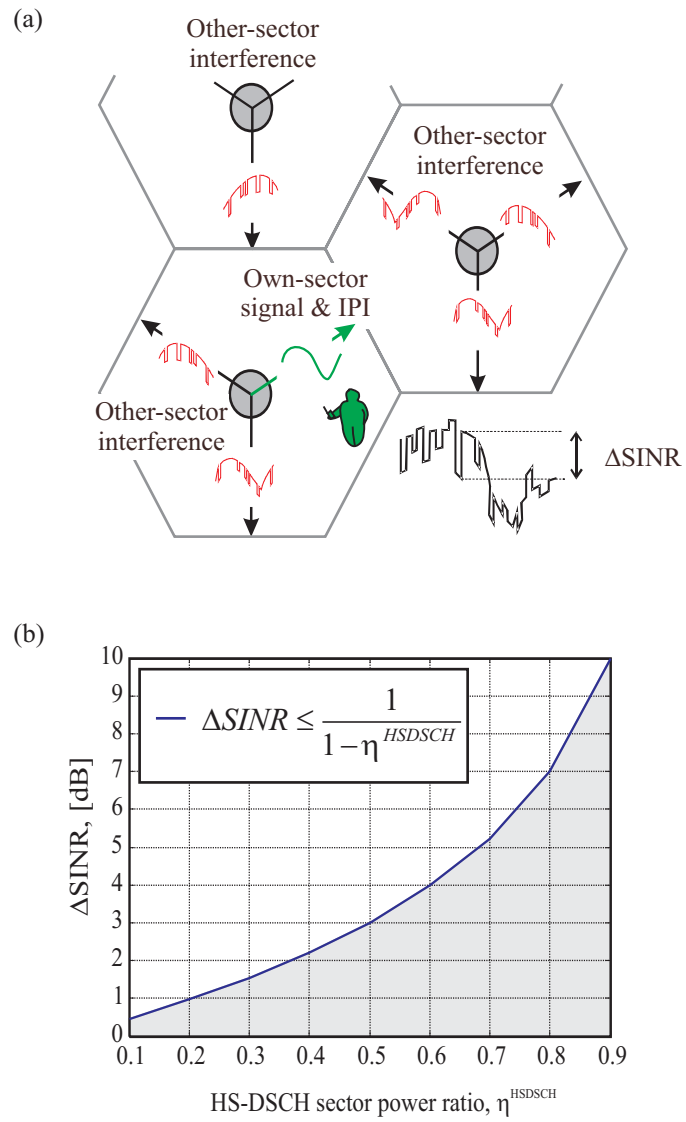 (a)
Other-sector
interference
Other-sector
interference
Own-sector
signal & IPI
Other-sector
interference
ΔSINR
(b)
10
10
9
8
7
5
4
3
2
1
0
ΔSINR, [dB]
ΔSINR ≤ 1 / (1 − η^HSDSCH)
0.1 0.2 0.3 0.4 0.5 0.6 0.7 0.8 0.9
HS-DSCH sector power ratio, η^HSDSCH